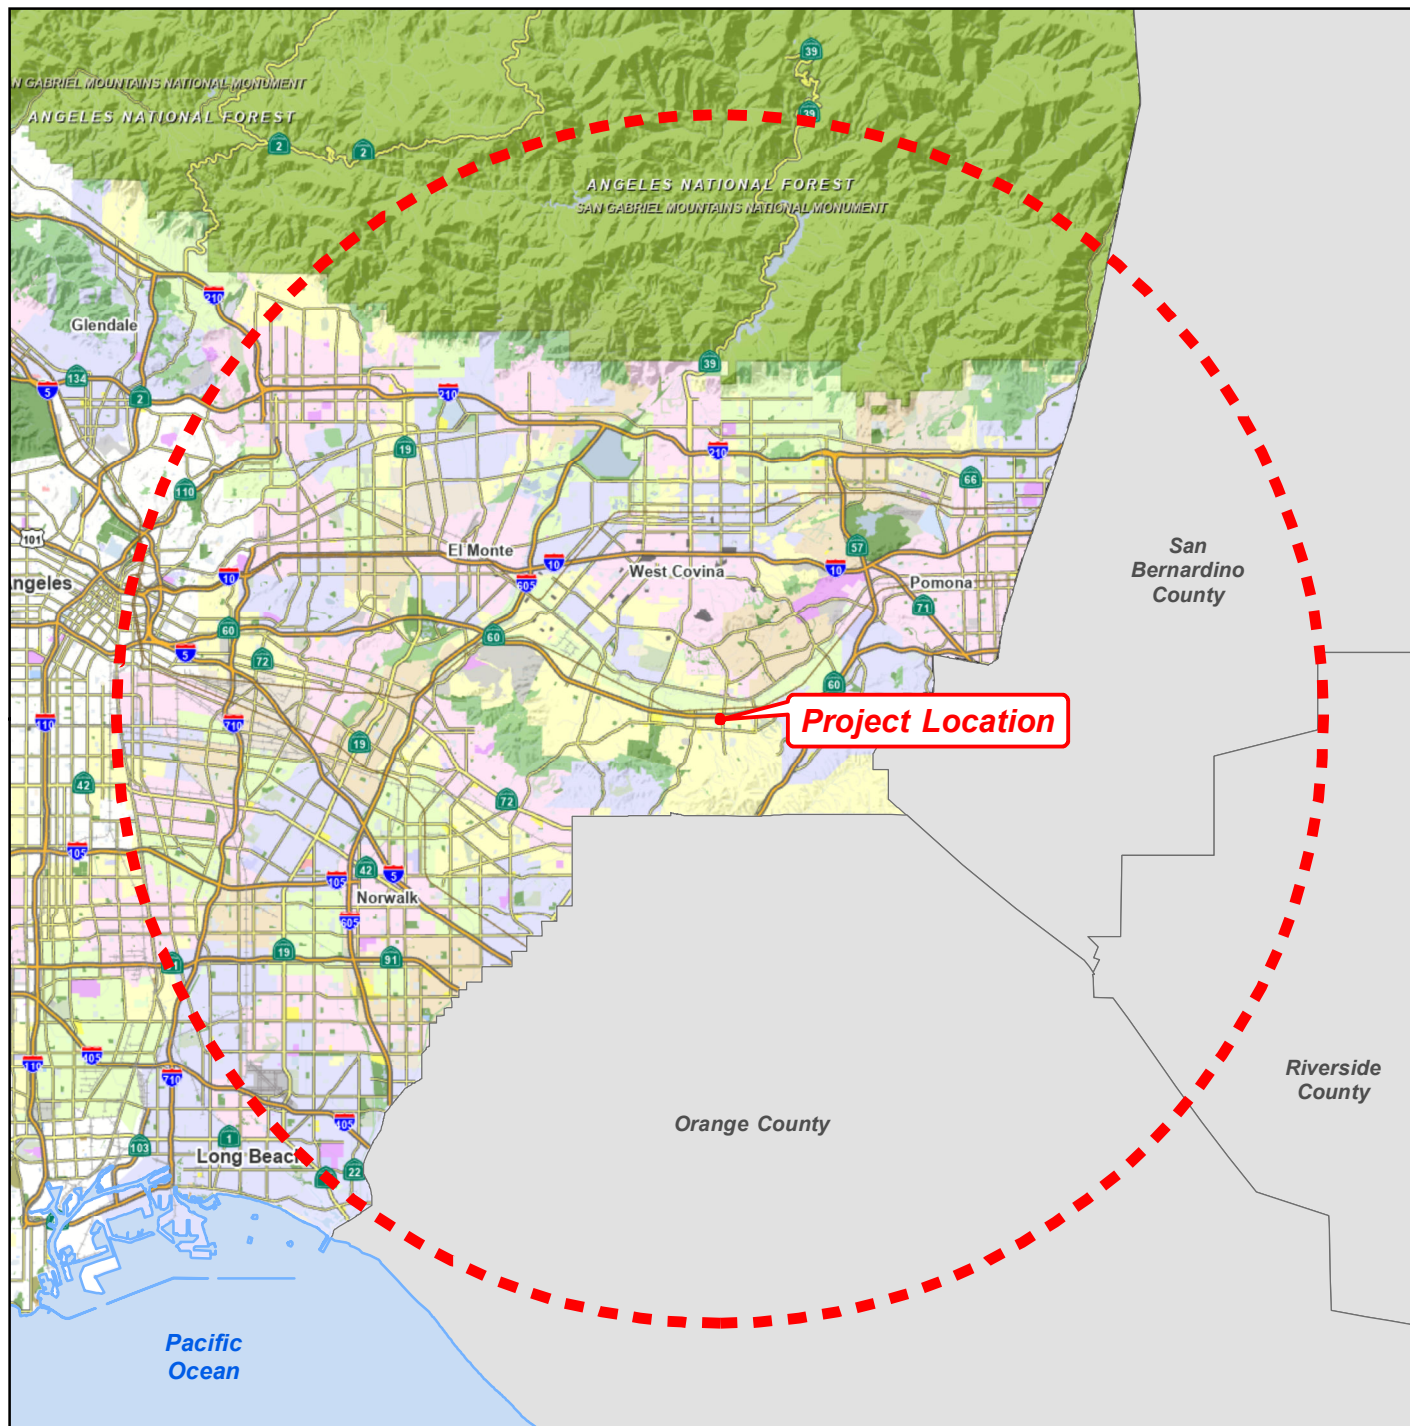 39
N GABRIEL MOUNTAINS NATIONAL MONUMENT
ANGELES NATIONAL FOREST
39
2
2
ANGELES NATIONAL FOREST
SAN GABRIEL MOUNTAINS NATIONAL MONUMENT
210
Glendale
39
134
5
2
210
19
210
66
110
101
57
San
Bernardino
County
El Monte
10
West Covina
10
Angeles
10
605
Pomona
71
60
60
5
72
60
110
710
Project Location
19
42
72
105
105
42
5
Norwalk
605
19
91
110
405
710
Riverside
County
405
Orange County
103
1
Long Beach
22
Pacific
Ocean